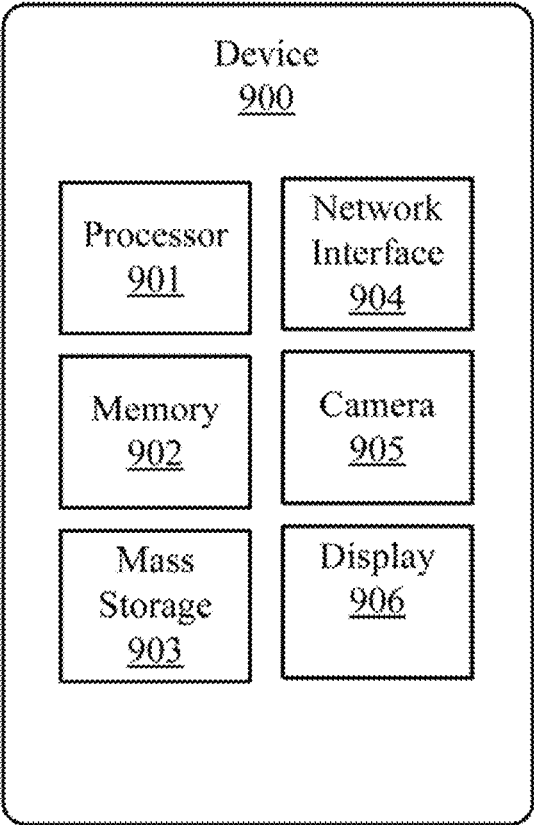 Device
900
Processor
901
Network
Interface
904
Memory
902
Camera
905
Mass
Storage
903
Display
906